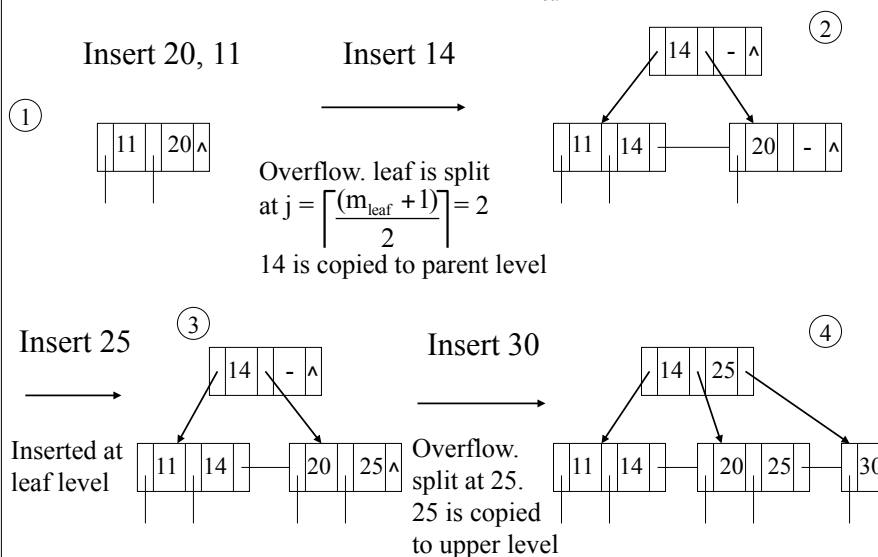 Insert 20, 11
Insert 14
2
14 - ^
1
11 20 ^
11 14
20 - ^
Overflow. leaf is split
at j = ⌈(m_leaf + 1) / 2⌉ = 2
14 is copied to parent level
Insert 25
3
Insert 30
4
14 - ^
14 25
Inserted at
leaf level
11 14
20 25 ^
Overflow.
split at 25.
25 is copied
to upper level
11 14
20 25
30